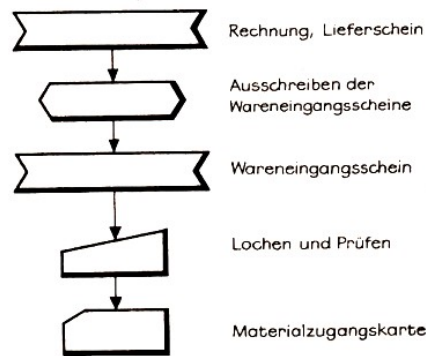 Rechnung, Lieferschein
Ausschreiben der
Wareneingangsscheine
Wareneingangsschein
Lochen und Prüfen
Materialzugangskarte